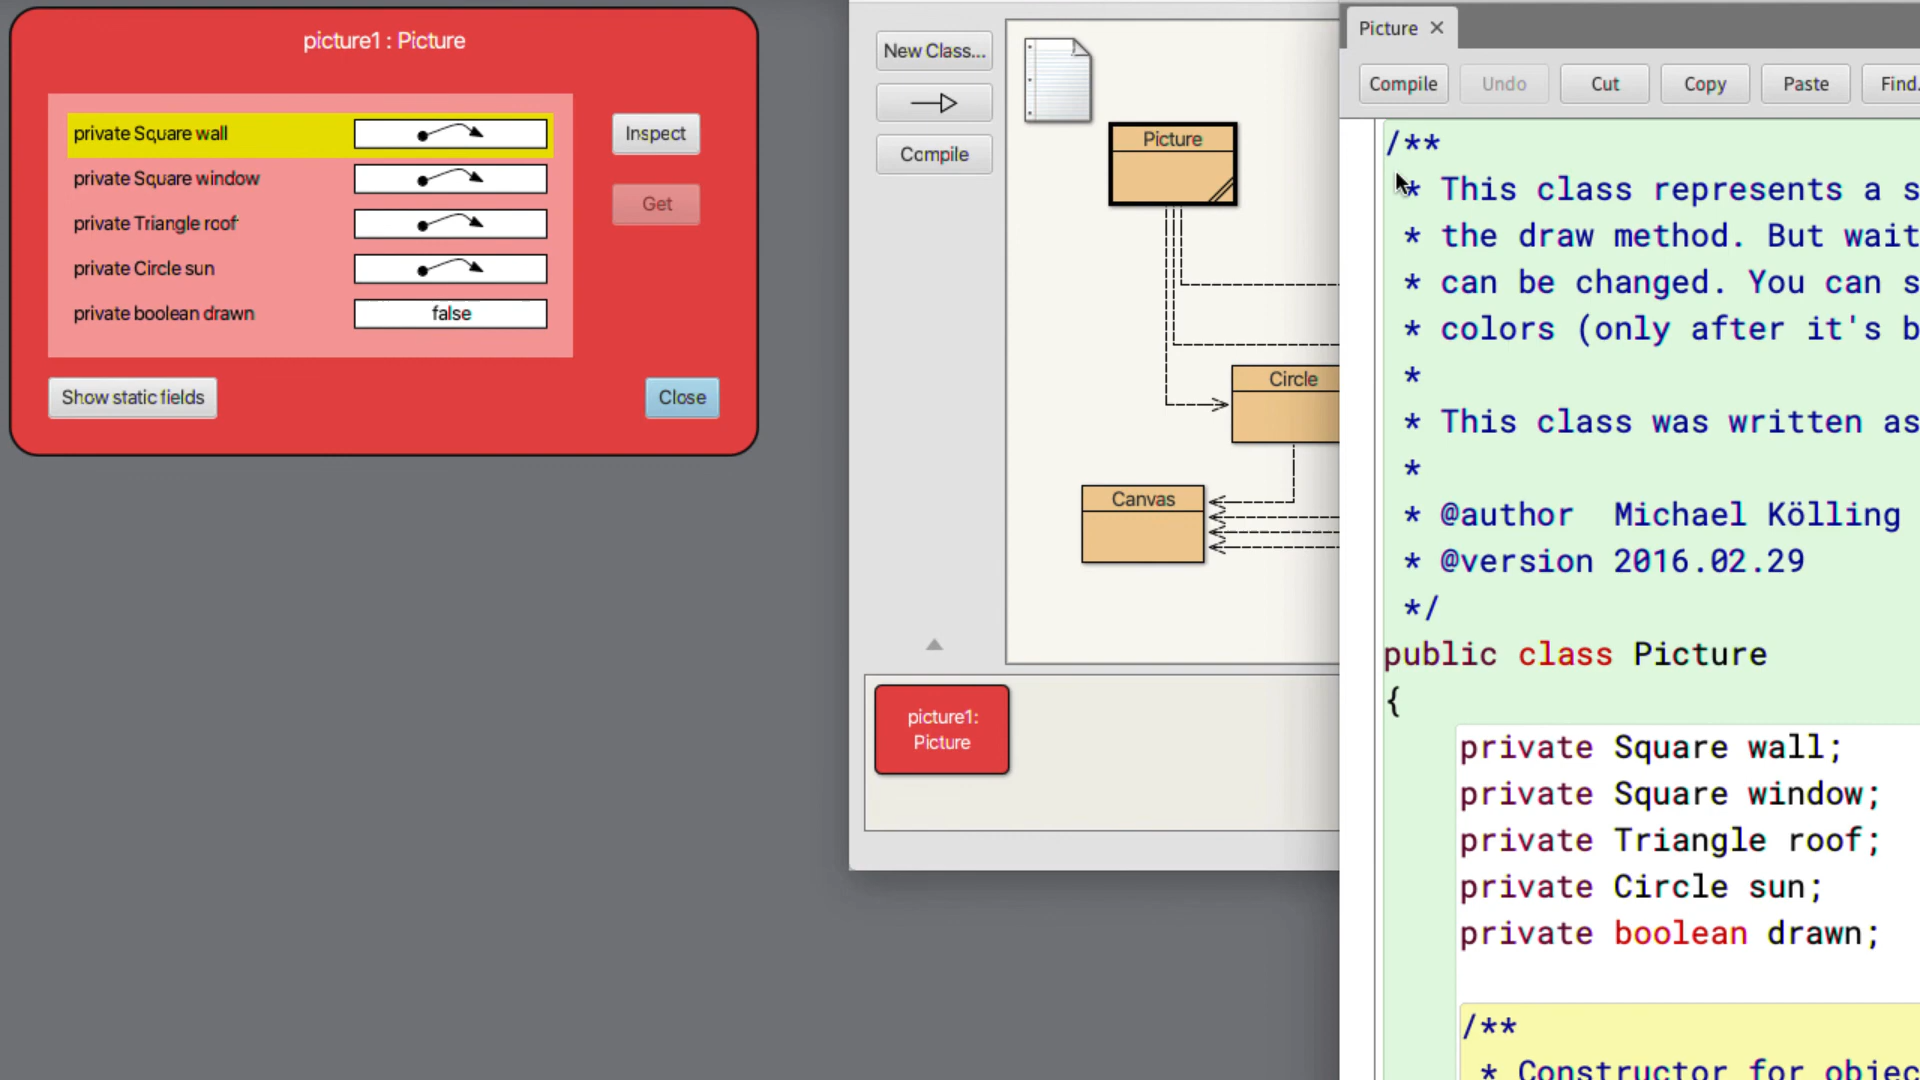 picture1 : Picture
private Square wall
private Square window
private Triangle roof
private Circle sun
private boolean drawn
false
Inspect
Get
Show static fields
Close
New Class...
Compile
Picture
Circle
Canvas
picture1:
Picture
Picture
Compile
Undo
Cut
Copy
Paste
Find.
/**
* This class represents a s
* the draw method. But wait
* can be changed. You can s
* colors (only after it's b
*
* This class was written as
*
* @author  Michael Kölling
* @version 2016.02.29
*/
public class Picture
{
private Square wall;
private Square window;
private Triangle roof;
private Circle sun;
private boolean drawn;
/**
* Constructor for objec